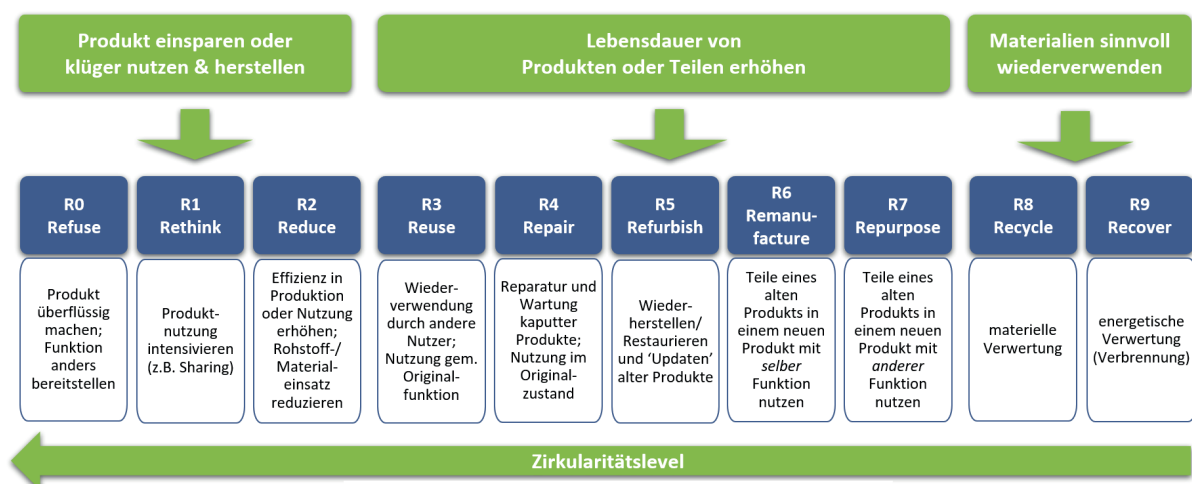 Produkt einsparen oder
klüger nutzen & herstellen
Lebensdauer von
Produkten oder Teilen erhöhen
Materialien sinnvoll
wiederverwenden
R0
Refuse
R1
Rethink
R2
Reduce
R3
Reuse
R4
Repair
R5
Refurbish
R6
Remanu-
facture
R7
Repurpose
R8
Recycle
R9
Recover
Produkt
überflüssig
machen;
Funktion
anders
bereitstellen
Produkt-
nutzung
intensivieren
(z.B. Sharing)
Effizienz in
Produktion
oder Nutzung
erhöhen;
Rohstoff-/
Material-
einsatz
reduzieren
Wieder-
verwendung
durch andere
Nutzer;
Nutzung gem.
Original-
funktion
Reparatur und
Wartung
kaputter
Produkte;
Nutzung im
Original-
zustand
Wieder-
herstellen/
Restaurieren
und ‘Updaten’
alter Produkte
Teile eines
alten
Produkts in
einem neuen
Produkt mit
selber
Funktion
nutzen
Teile eines
alten
Produkts in
einem neuen
Produkt mit
anderer
Funktion
nutzen
materielle
Verwertung
energetische
Verwertung
(Verbrennung)
Zirkularitätslevel